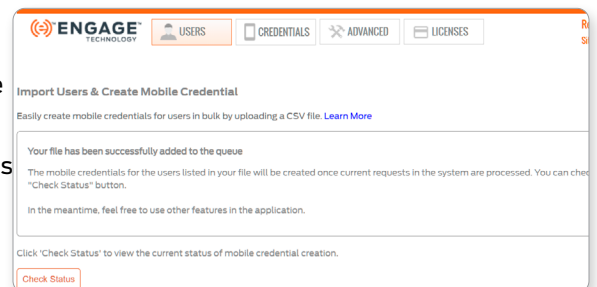 ENGAGE™ USERS CREDENTIALS ADVANCED LICENSES
TECHNOLOGY
Import Users & Create Mobile Credential
Easily create mobile credentials for users in bulk by uploading a CSV file. Learn More
Your file has been successfully added to the queue
s
The mobile credentials for the users listed in your file will be created once current requests in the system are processed. You can chec
"Check Status" button.
In the meantime, feel free to use other features in the application.
Click 'Check Status' to view the current status of mobile credential creation.
Check Status